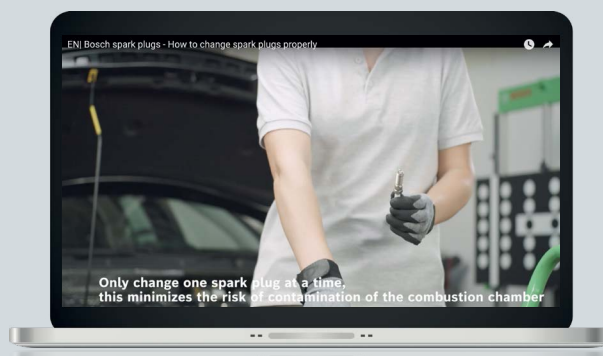 EN| Bosch spark plugs - How to change spark plugs properly
Only change one spark plug at a time,
this minimizes the risk of contamination of the combustion chamber